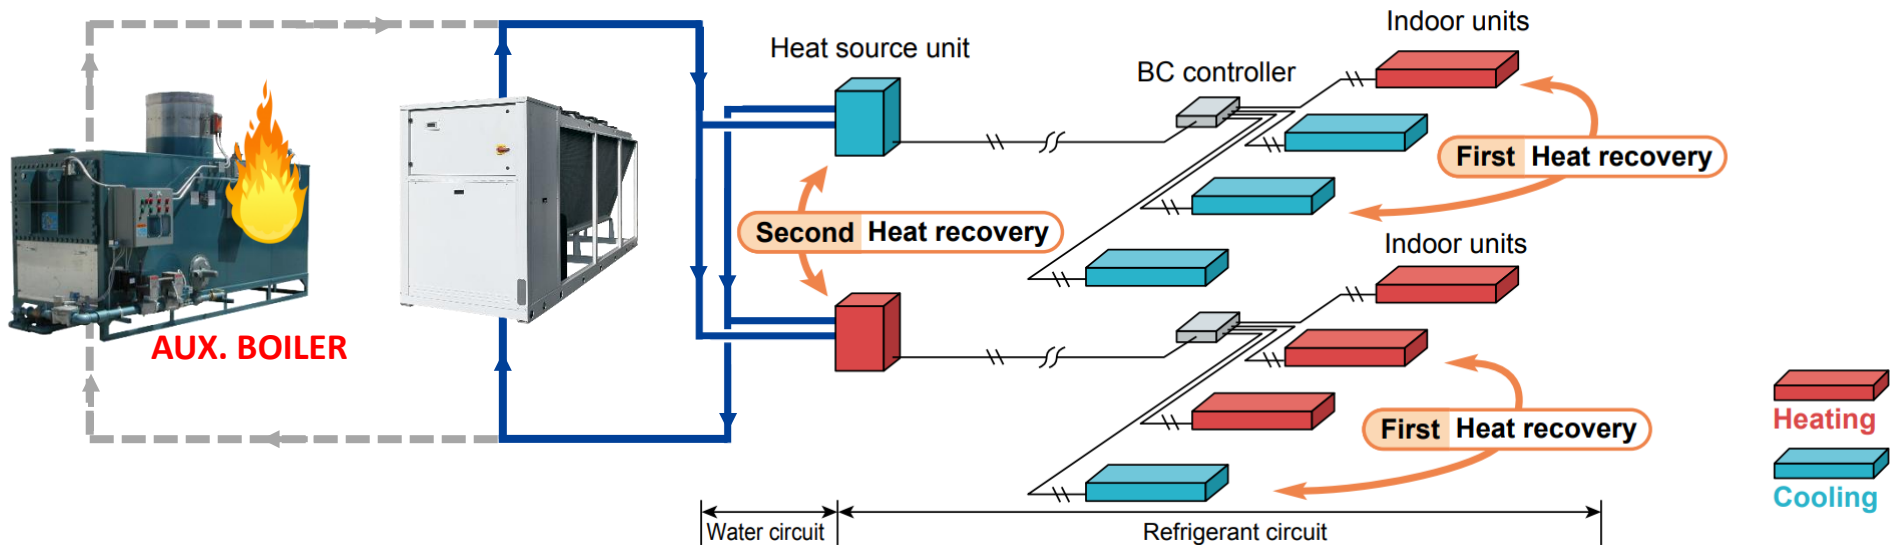 Indoor units
Heat source unit
BC controller
First Heat recovery
Second Heat recovery
Indoor units
AUX. BOILER
First Heat recovery
Heating
Cooling
Water circuit
Refrigerant circuit